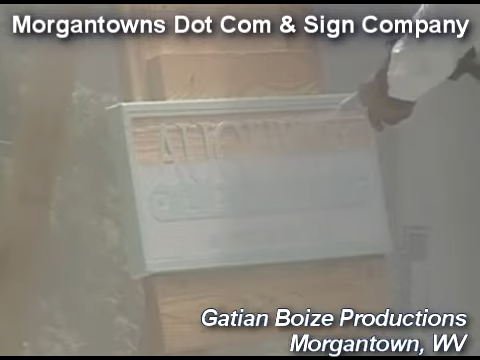 Morgantowns Dot Com & Sign Company
Gatian Boize Productions
Morgantown, WV